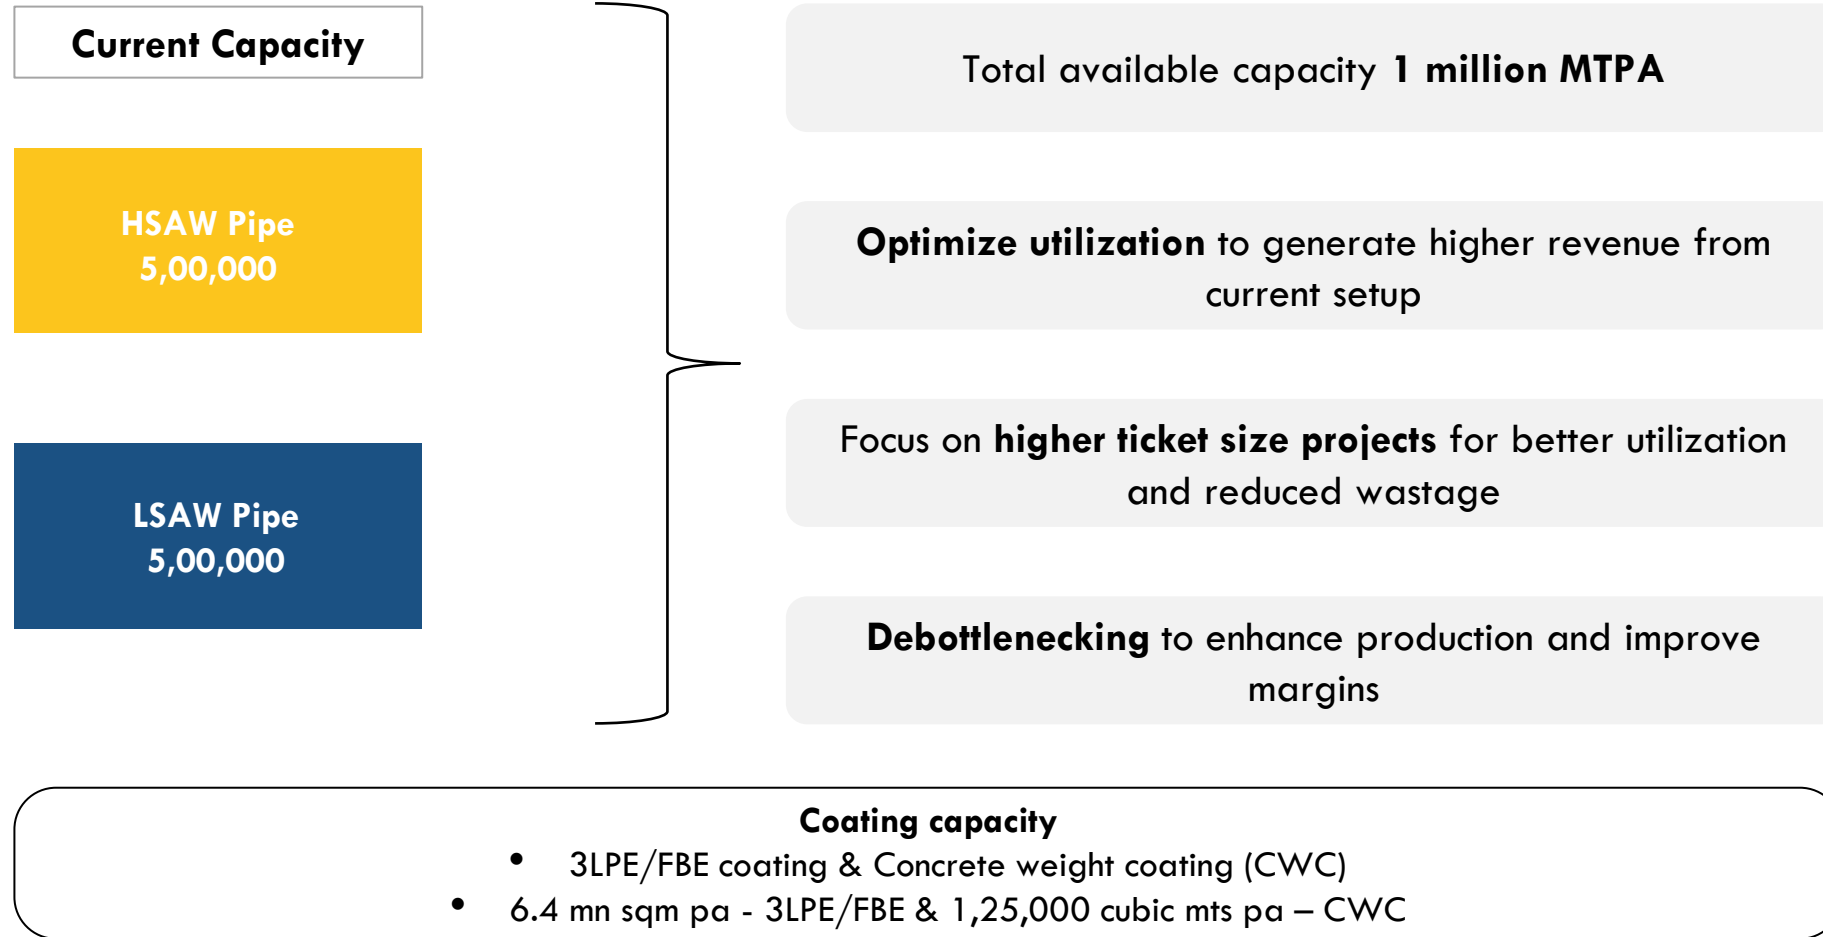 Current Capacity
HSAW Pipe
5,00,000
LSAW Pipe
5,00,000
Total available capacity 1 million MTPA
Optimize utilization to generate higher revenue from
current setup
Focus on higher ticket size projects for better utilization
and reduced wastage
Debottlenecking to enhance production and improve
margins
Coating capacity
• 3LPE/FBE coating & Concrete weight coating (CWC)
• 6.4 mn sqm pa - 3LPE/FBE & 1,25,000 cubic mts pa – CWC